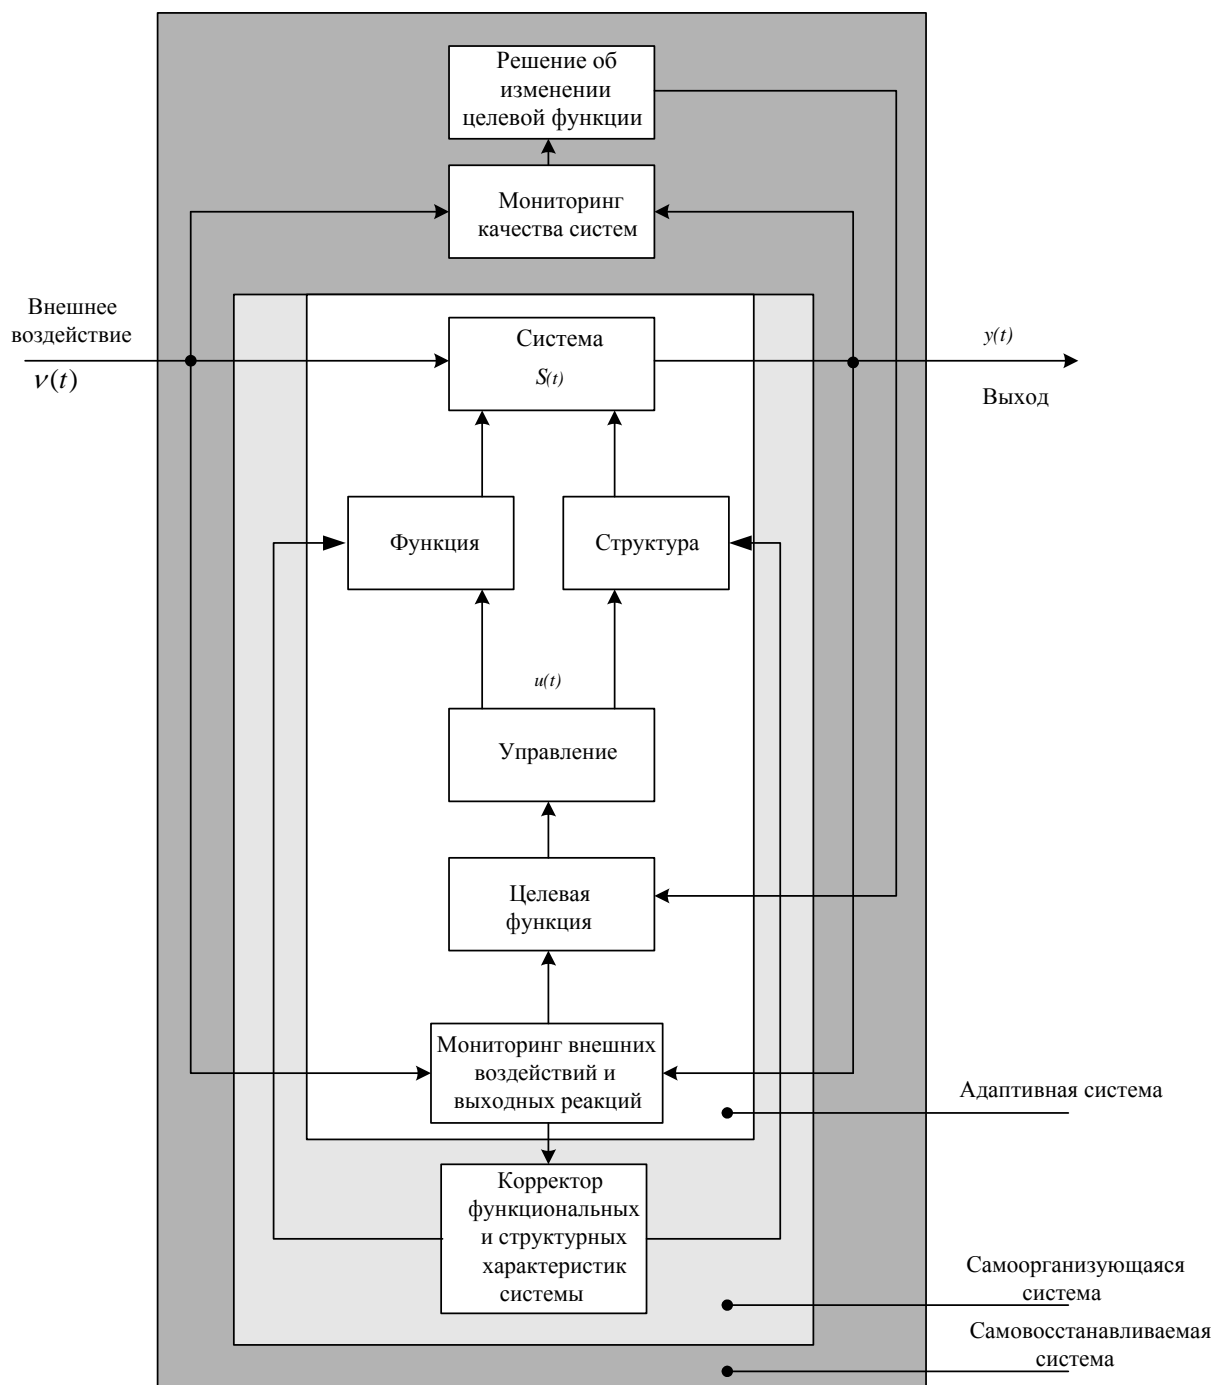 Решение об
изменении
целевой функции
Мониторинг
качества систем
Внешнее
воздействие
ν(t)
Система
S(t)
y(t)
Выход
Функция
Структура
u(t)
Управление
Целевая
функция
Мониторинг внешних
воздействий и
выходных реакций
Адаптивная система
Корректор
функциональных
и структурных
характеристик
системы
Самоорганизующаяся
система
Самовосстанавливаемая
система